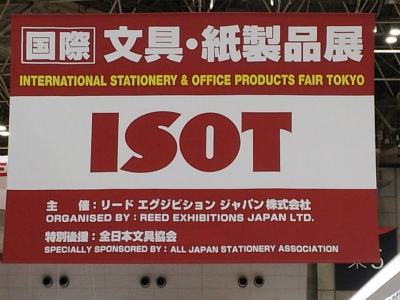 国際 文具・紙製品展
INTERNATIONAL STATIONERY & OFFICE PRODUCTS FAIR TOKYO
ISOT
主 催：リード エグジビション ジャパン株式会社
ORGANISED BY : REED EXHIBITIONS JAPAN LTD.
特別後援：全日本文具協会
SPECIALLY SPONSORED BY : ALL JAPAN STATIONERY ASSOCIATION